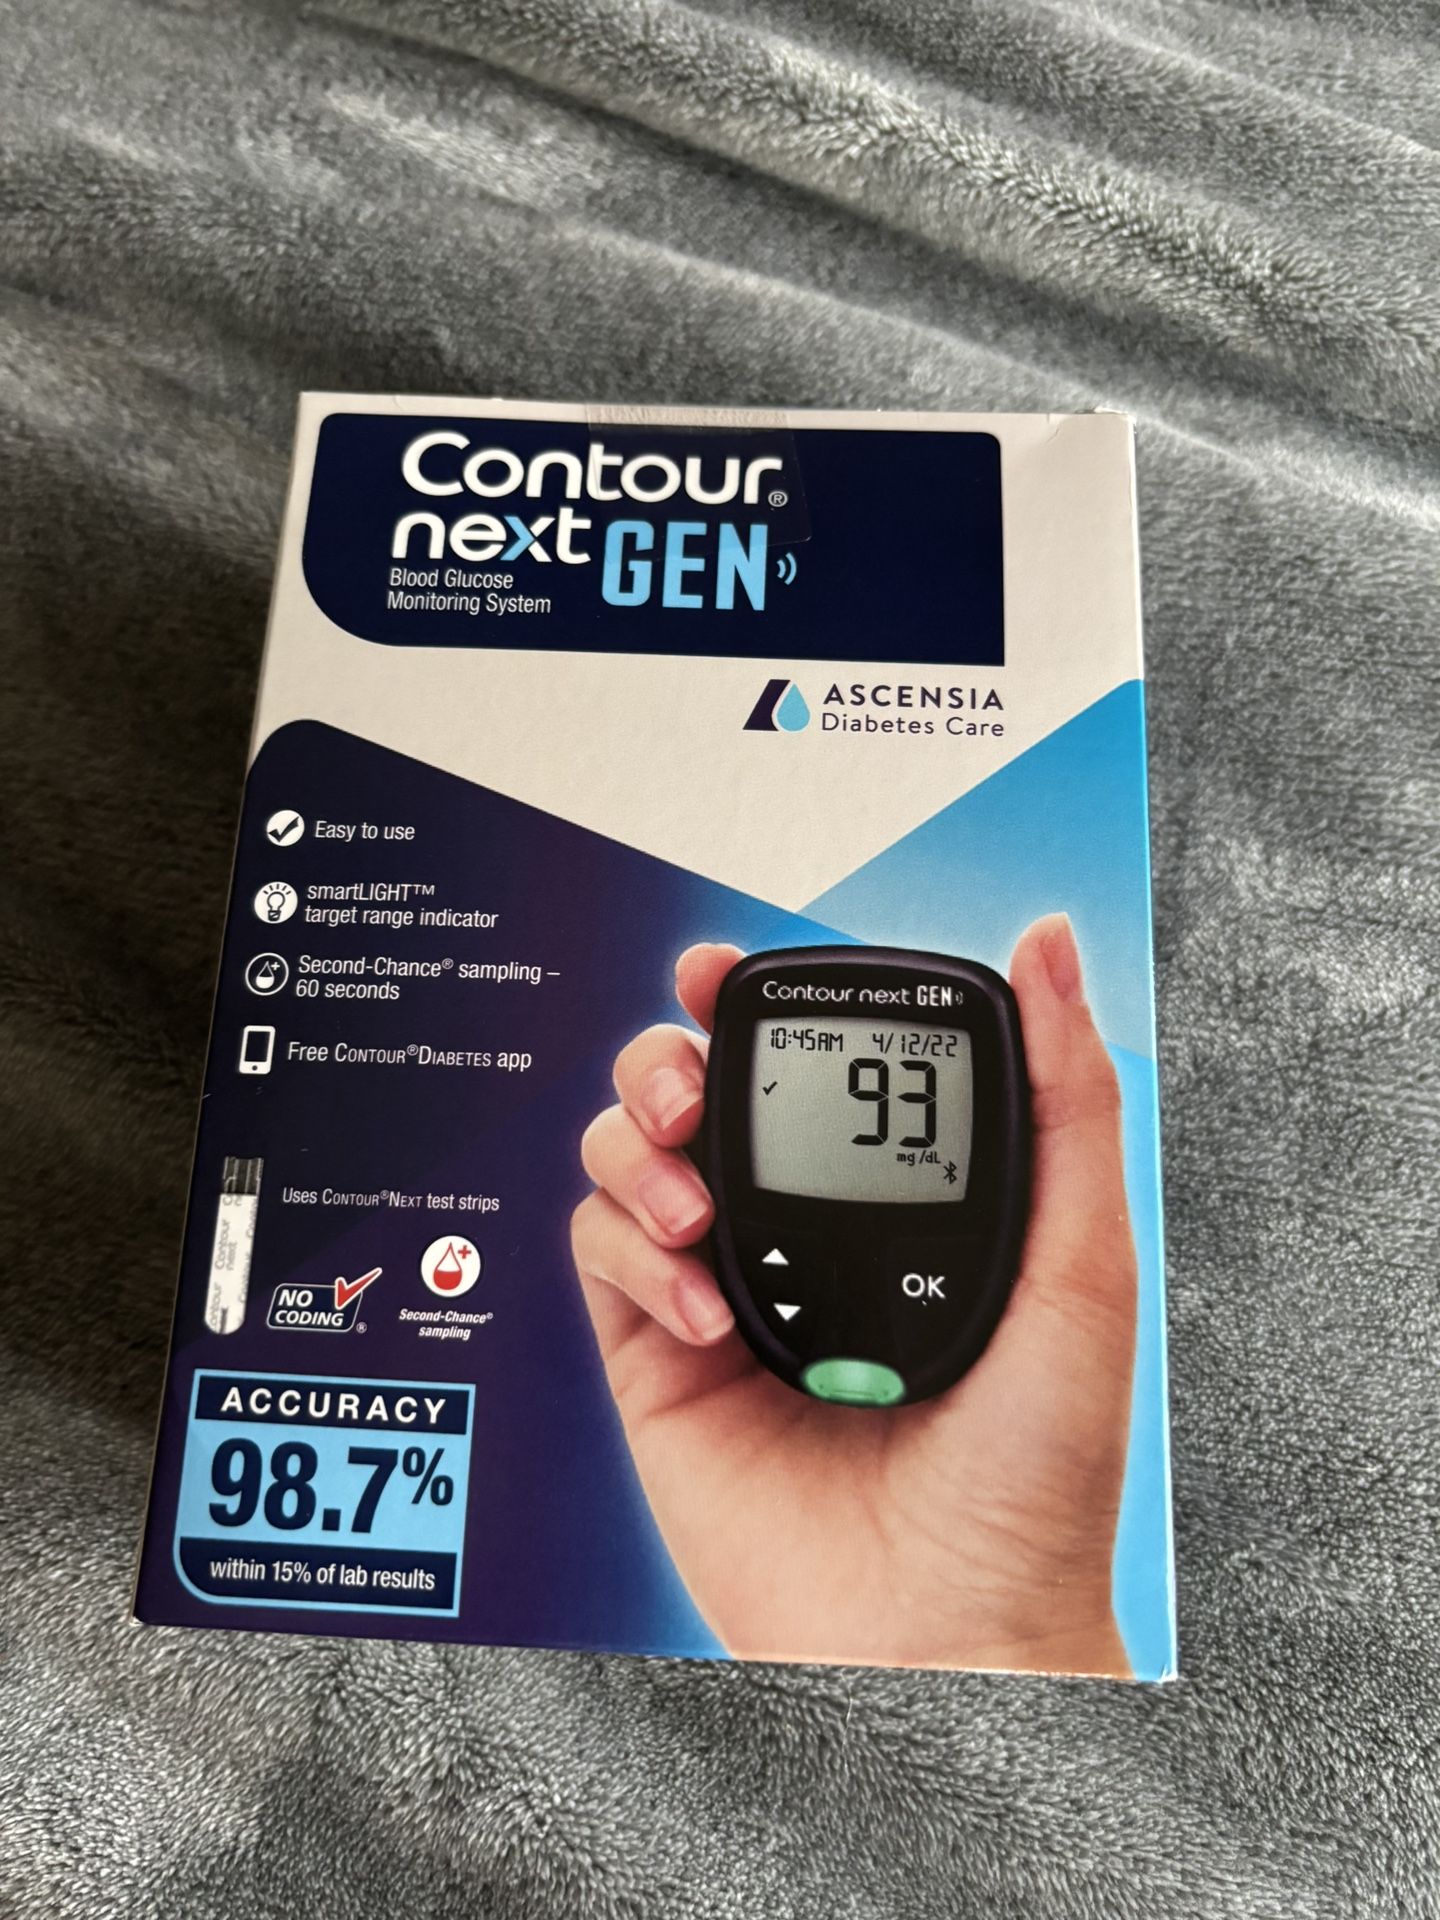 Contour®
next GEN
Blood Glucose
Monitoring System
ASCENSIA
Diabetes Care
Easy to use
smartLIGHT™
target range indicator
Second-Chance® sampling –
60 seconds
Free CONTOUR®DIABETES app
Contour next GEN
10:45AM 4/12/22
93
mg/dL
OK
Uses CONTOUR®NEXT test strips
Contour
next
NO
CODING®
Second-Chance®
sampling
ACCURACY
98.7%
within 15% of lab results